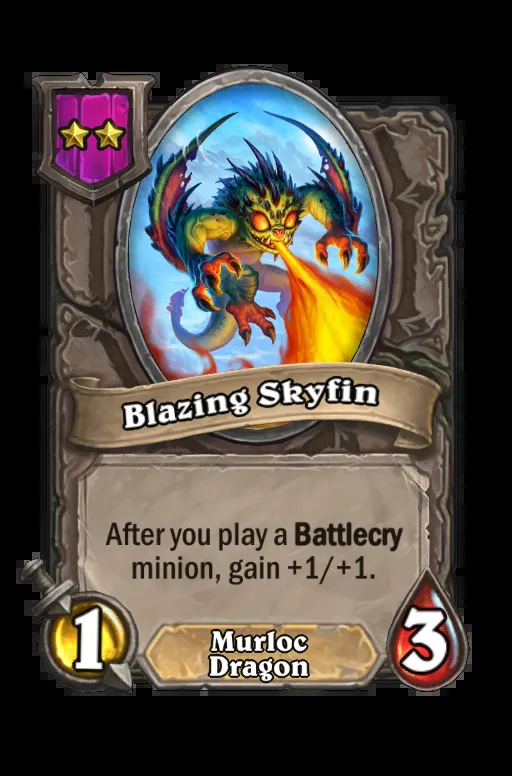 Blazing Skyfin
After you play a Battlecry
minion, gain +1/+1.
1
Murloc
Dragon
3